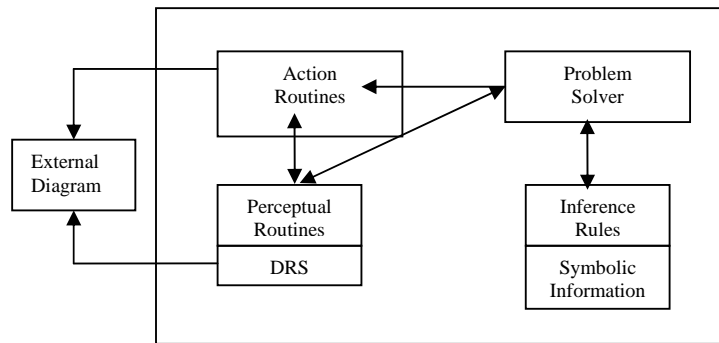 Action
Routines
Problem
Solver
External
Diagram
Perceptual
Routines
DRS
Inference
Rules
Symbolic
Information